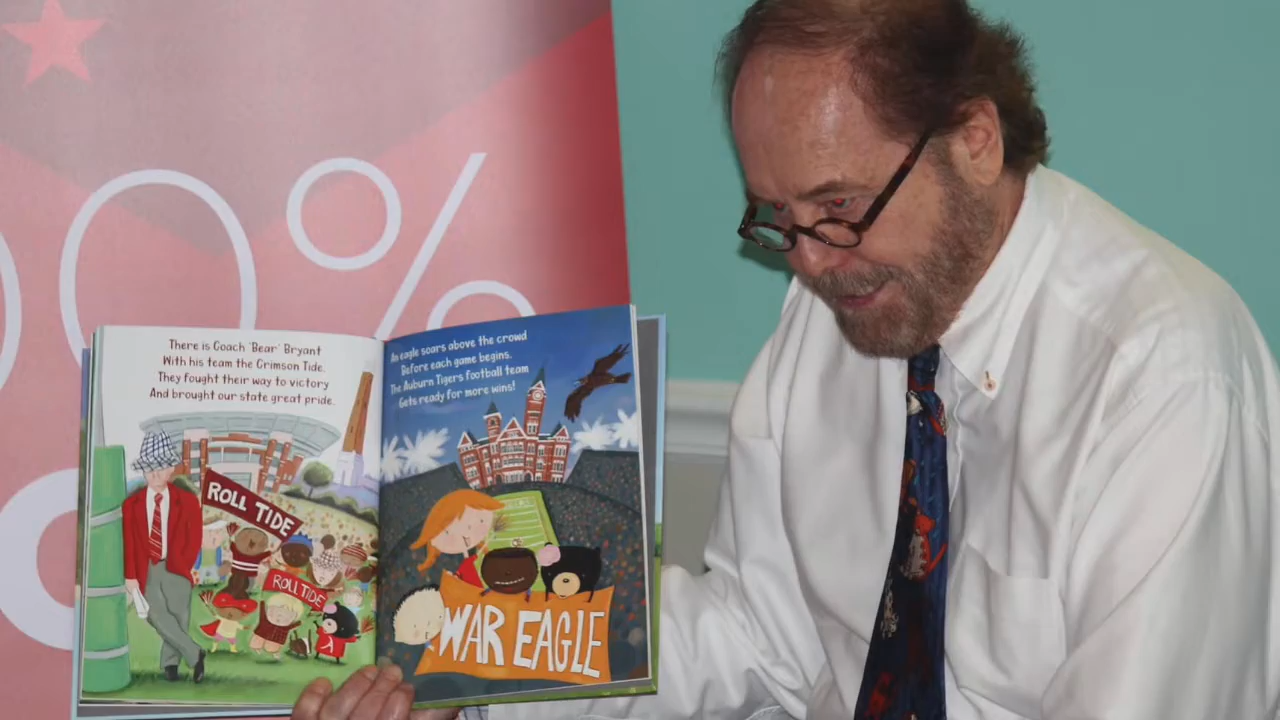 00%
There is Coach 'Bear' Bryant
With his team the Crimson Tide.
They fought their way to victory
And brought our state great pride.
ROLL TIDE
ROLL TIDE
An eagle soars above the crowd
Before each game begins.
The Auburn Tigers football team
Gets ready for more wins!
WAR EAGLE